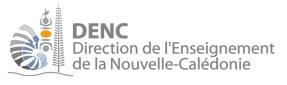 DENC
Direction de l'Enseignement
de la Nouvelle-Calédonie